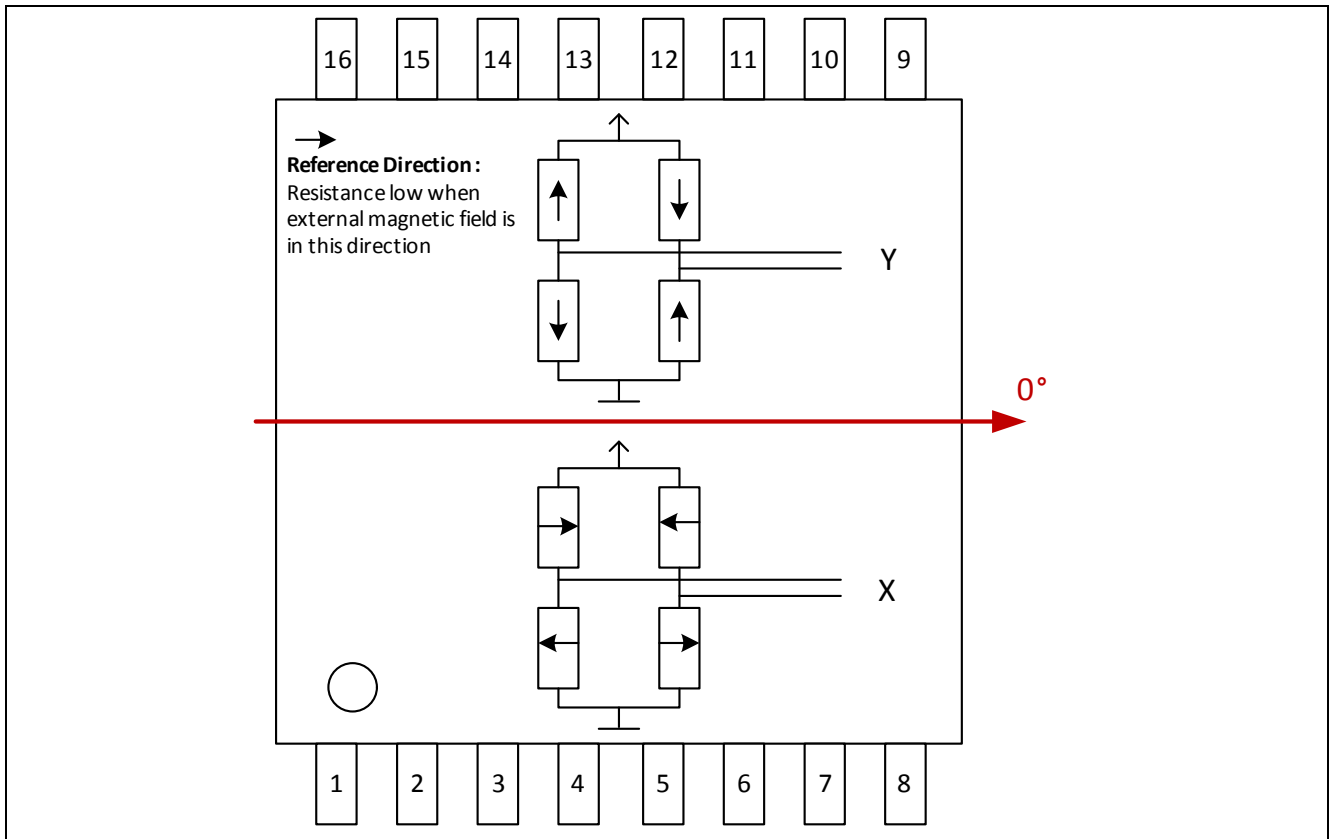 16 15 14 13 12 11 10 9
Reference Direction :
Resistance low when
external magnetic field is
in this direction
Y
0°
X
1 2 3 4 5 6 7 8